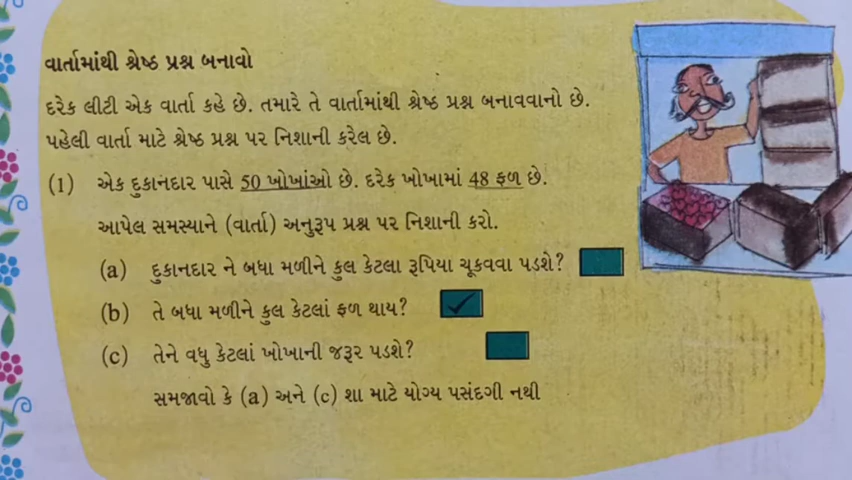 વાર્તામાંથી શ્રેષ્ઠ પ્રશ્ન બનાવો
દરેક લીટી એક વાર્તા કહે છે. તમારે તે વાર્તામાંથી શ્રેષ્ઠ પ્રશ્ન બનાવવાનો છે.
પહેલી વાર્તા માટે શ્રેષ્ઠ પ્રશ્ન પર નિશાની કરેલ છે.
(1) એક દુકાનદાર પાસે 50 ખોખાંઓ છે. દરેક ખોખામાં 48 ફળ છે.
આપેલ સમસ્યાને (વાર્તા) અનુરૂપ પ્રશ્ન પર નિશાની કરો.
(a) દુકાનદાર ને બધા મળીને કુલ કેટલા રૂપિયા ચૂકવવા પડશે?
(b) તે બધા મળીને કુલ કેટલાં ફળ થાય? ✓
(c) તેને વધુ કેટલાં ખોખાની જરૂર પડશે?
સમજાવો કે (a) અને (c) શા માટે યોગ્ય પસંદગી નથી